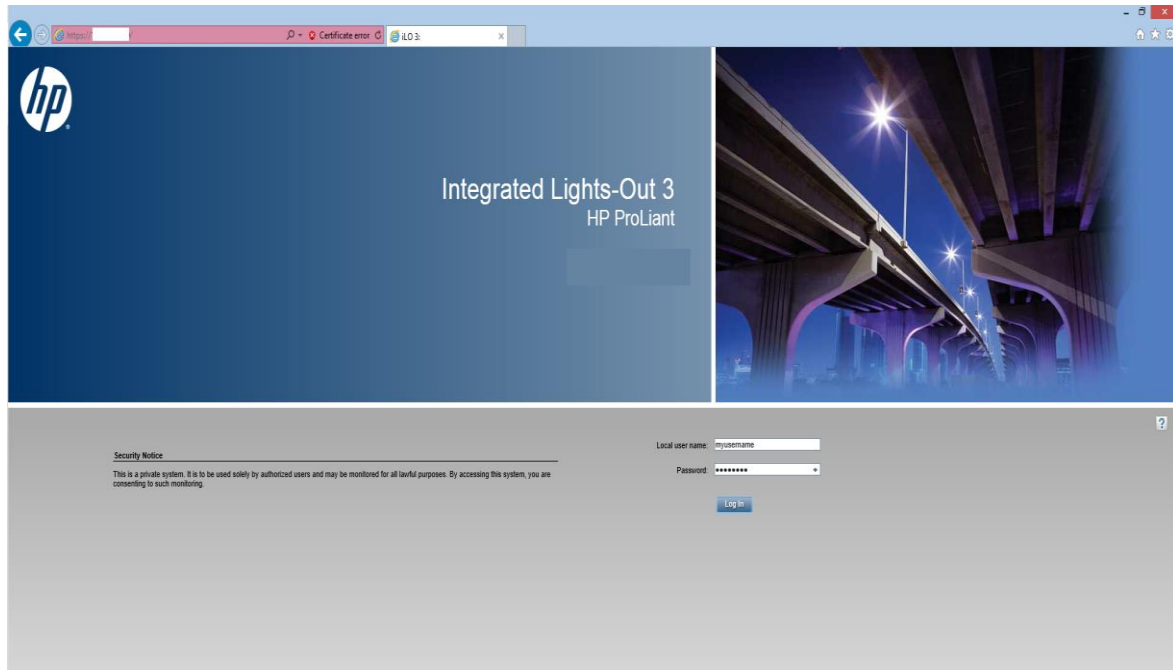 https://
Certificate error
iLO 3:
hp
Integrated Lights-Out 3
HP ProLiant
Security Notice
This is a private system. It is to be used solely by authorized users and may be monitored for all lawful purposes. By accessing this system, you are
consenting to such monitoring.
Local user name: myusername
Password: ••••••••
Log In
?